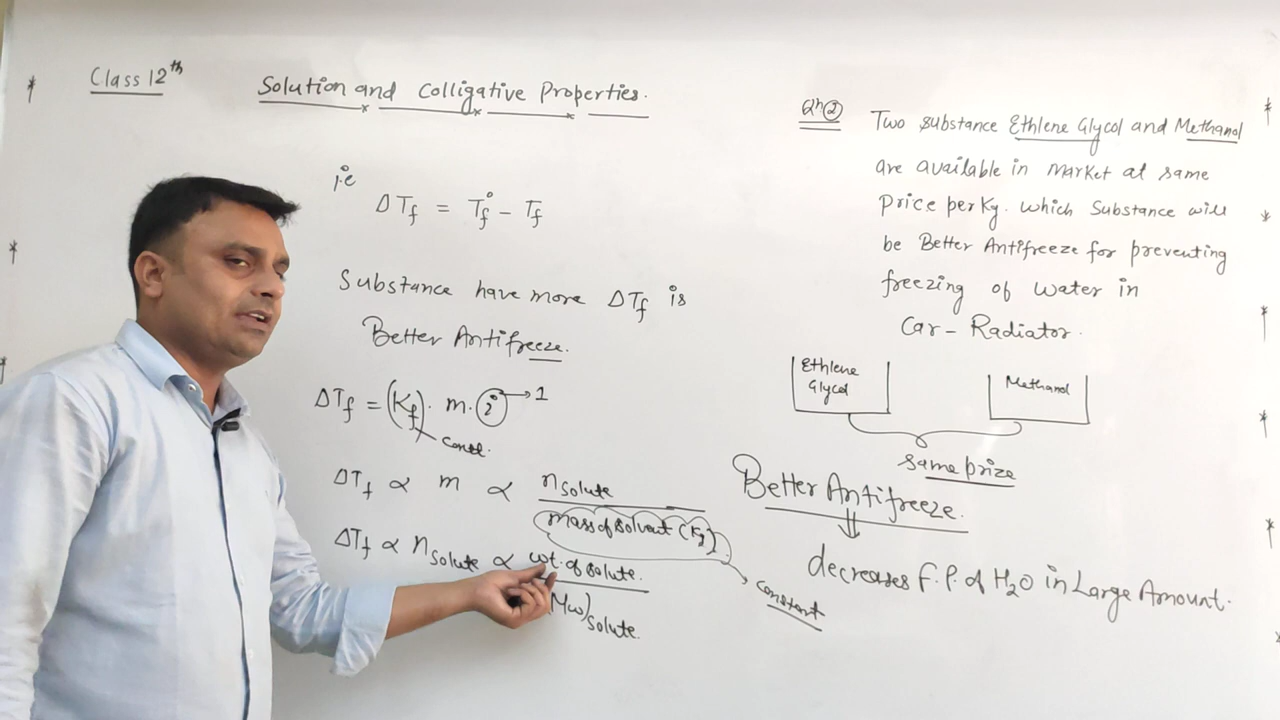 Class 12th
Solution and Colligative Properties.
i.e
ΔTf = Tf° - Tf
Substance have more ΔTf is
Better Antifreeze.
ΔTf = (Kf). m. i → 1
const.
ΔTf ∝ m ∝ nsolute
mass of solvent (Kg)
ΔTf ∝ nsolute ∝ wt. of solute.
Mw)solute.
constant
Qn 2 Two substance Ethlene Glycol and Methanol
are available in market at same
price per Kg. which substance will
be Better Antifreeze for preventing
freezing of water in
Car - Radiator.
Ethlene
Glycol
Methanol
same prize
Better Antifreeze.
⇓
decreases F.P. of H2O in Large Amount.